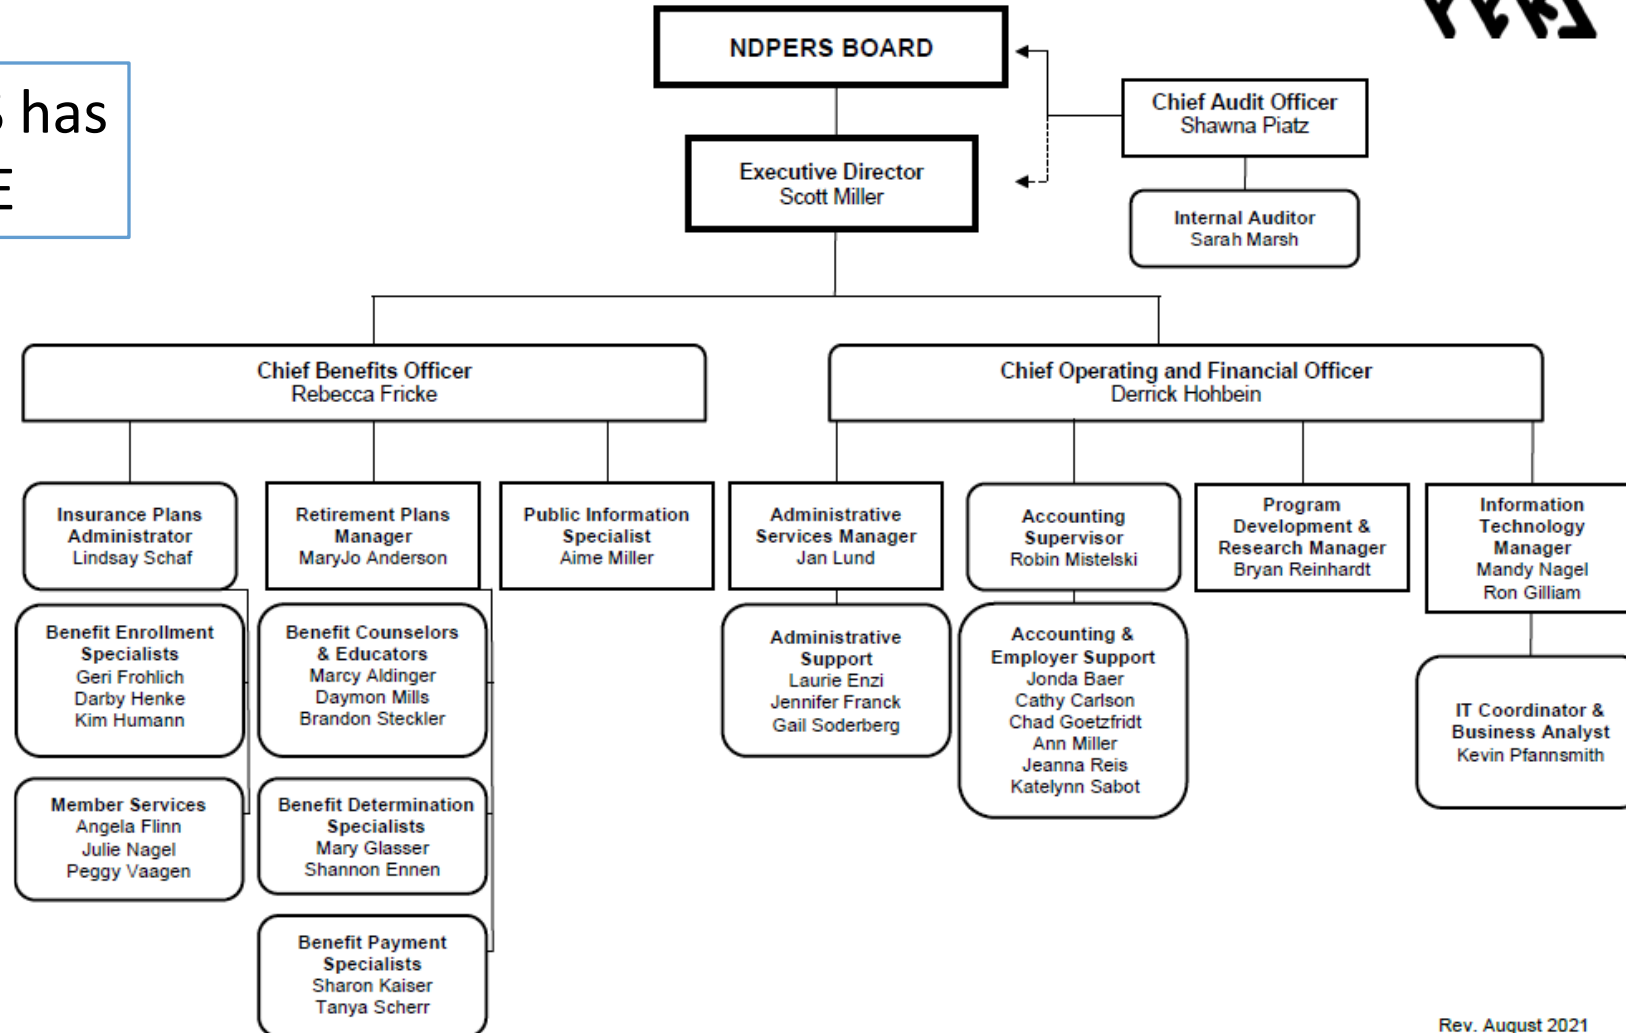 NDPERS BOARD
Chief Audit Officer
Shawna Piatz
Executive Director
Scott Miller
Internal Auditor
Sarah Marsh
has
E
Chief Benefits Officer
Rebecca Fricke
Chief Operating and Financial Officer
Derrick Hohbein
Insurance Plans
Administrator
Lindsay Schaf
Retirement Plans
Manager
MaryJo Anderson
Public Information
Specialist
Aime Miller
Administrative
Services Manager
Jan Lund
Accounting
Supervisor
Robin Mistelski
Program
Development &
Research Manager
Bryan Reinhardt
Information
Technology
Manager
Mandy Nagel
Ron Gilliam
Benefit Enrollment
Specialists
Geri Frohlich
Darby Henke
Kim Humann
Benefit Counselors
& Educators
Marcy Aldinger
Daymon Mills
Brandon Steckler
Administrative
Support
Laurie Enzi
Jennifer Franck
Gail Soderberg
Accounting &
Employer Support
Jonda Baer
Cathy Carlson
Chad Goetzfridt
Ann Miller
Jeanna Reis
Katelynn Sabot
IT Coordinator &
Business Analyst
Kevin Pfannsmith
Member Services
Angela Flinn
Julie Nagel
Peggy Vaagen
Benefit Determination
Specialists
Mary Glasser
Shannon Ennen
Benefit Payment
Specialists
Sharon Kaiser
Tanya Scherr
Rev. August 2021